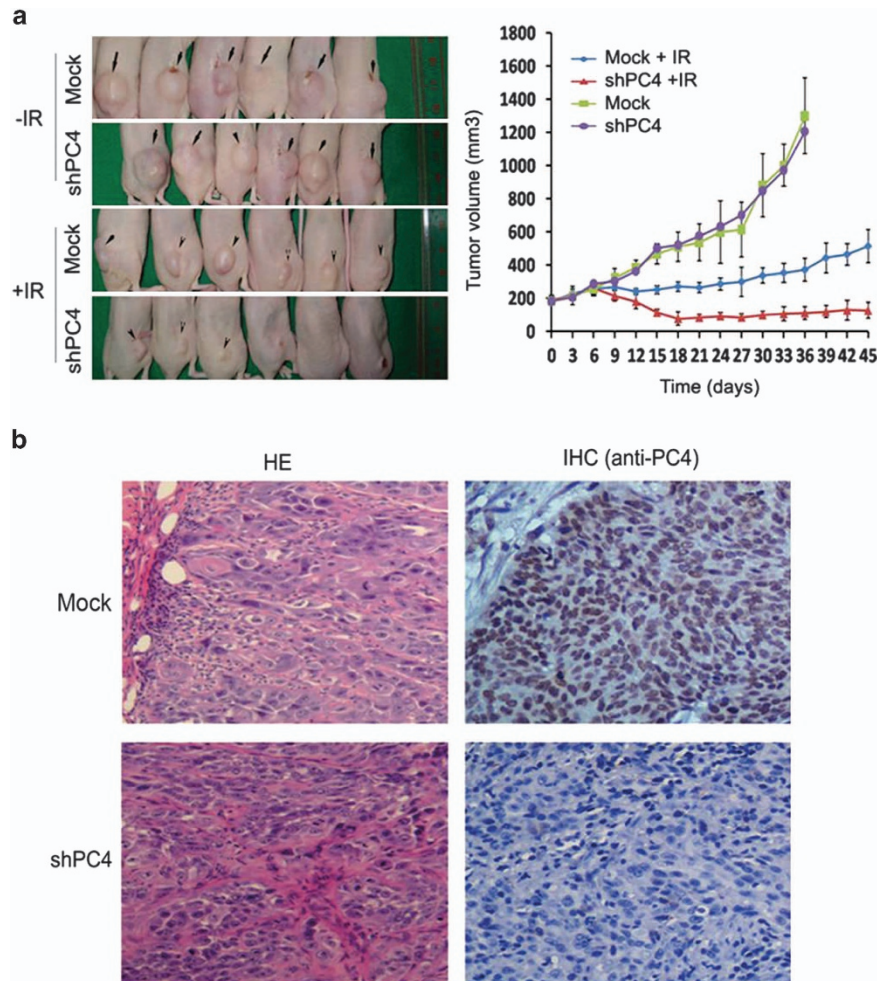 a
-IR
Mock
shPC4
+IR
Mock
shPC4
Tumor volume (mm3)
1800
1600
1400
1200
1000
800
600
400
200
0
Mock + IR
shPC4 +IR
Mock
shPC4
0 3 6 9 12 15 18 21 24 27 30 33 36 39 42 45
Time (days)
b
HE
IHC (anti-PC4)
Mock
shPC4